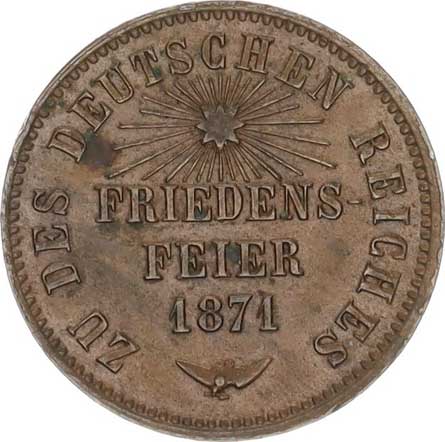 ZU DES DEUTSCHEN REICHES
FRIEDENS-
FEIER
1871